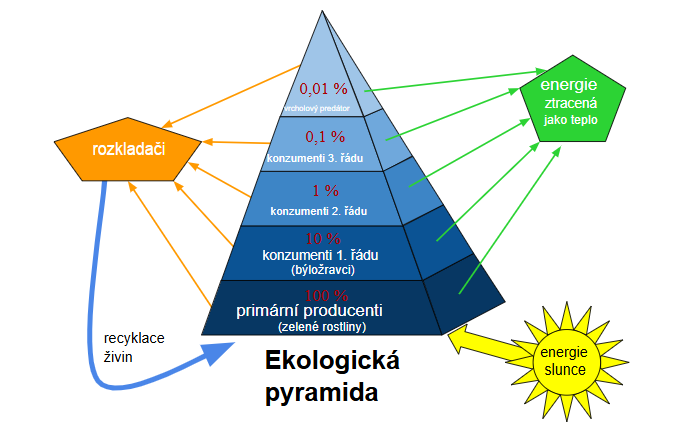 0,01 %
vrcholový predátor
0,1 %
konzumenti 3. řádu
1 %
konzumenti 2. řádu
10 %
konzumenti 1. řádu
(býložravci)
100 %
primární producenti
(zelené rostliny)
rozkladači
energie
ztracená
jako teplo
recyklace
živin
energie
slunce
Ekologická
pyramida